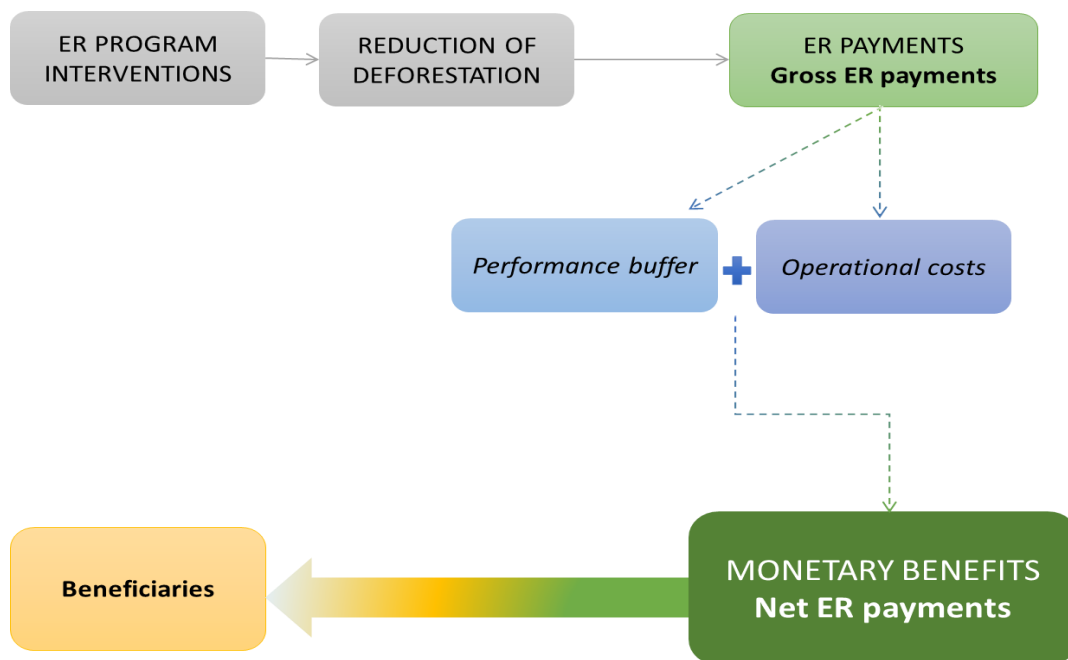 ER PROGRAM
INTERVENTIONS
REDUCTION OF
DEFORESTATION
ER PAYMENTS
Gross ER payments
Performance buffer
Operational costs
Beneficiaries
MONETARY BENEFITS
Net ER payments